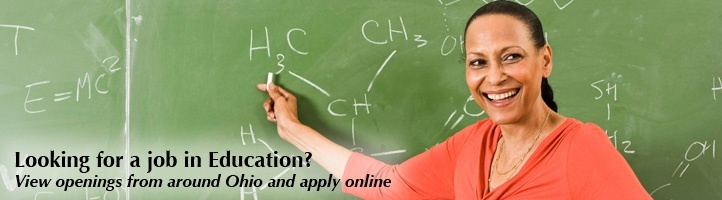 T
E=MC²
H₃C
CH₃
CH
H
SH
H₂
OH
Looking for a job in Education?
View openings from around Ohio and apply online